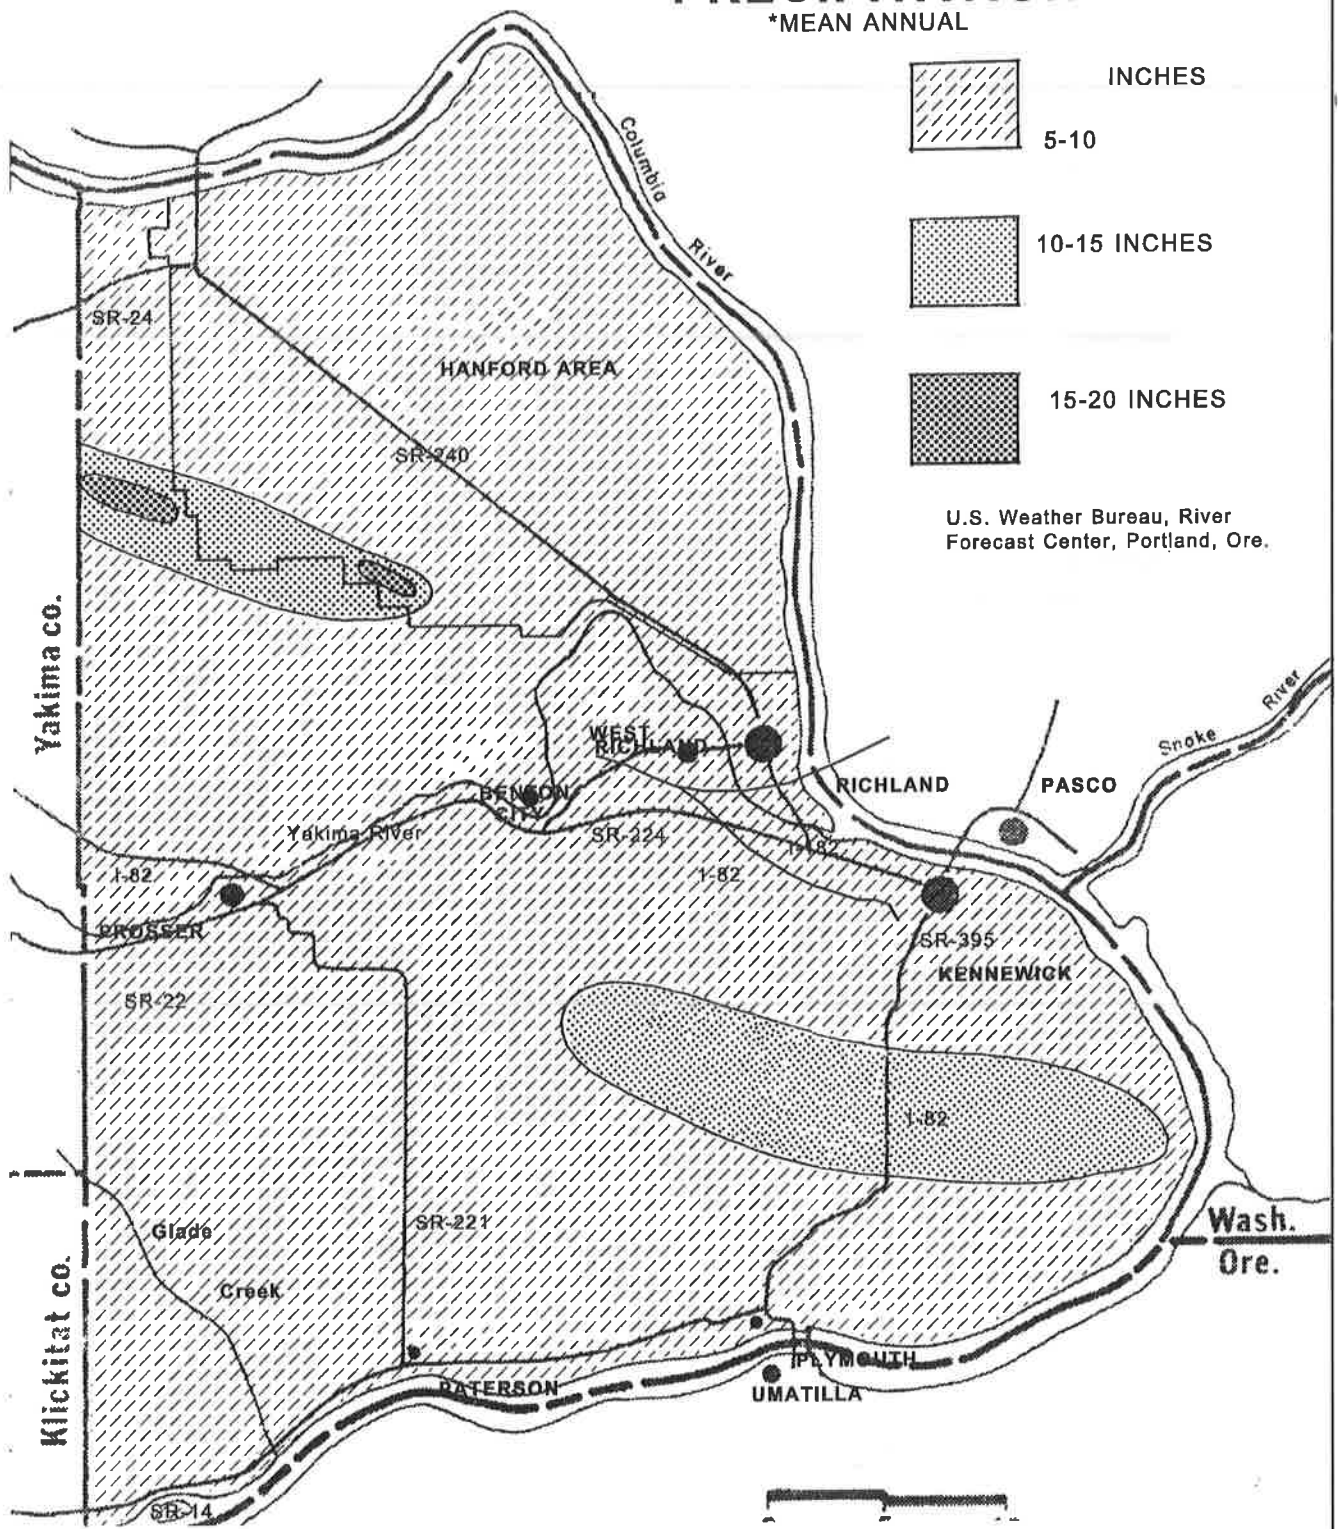 *MEAN ANNUAL
INCHES
5-10
10-15 INCHES
15-20 INCHES
U.S. Weather Bureau, River
Forecast Center, Portland, Ore.
Columbia
River
SR-24
HANFORD AREA
SR-240
Yakima co.
WEST
RICHLAND
BENTON
CITY
Yakima River
SR-224
RICHLAND
PASCO
Snoke
River
I-82
I-82
I-82
PROSSER
SR-22
SR-395
KENNEWICK
I-82
Glade
Creek
SR-221
Klickitat co.
Wash.
Ore.
PLYMOUTH
PATERSON
UMATILLA
SR-14